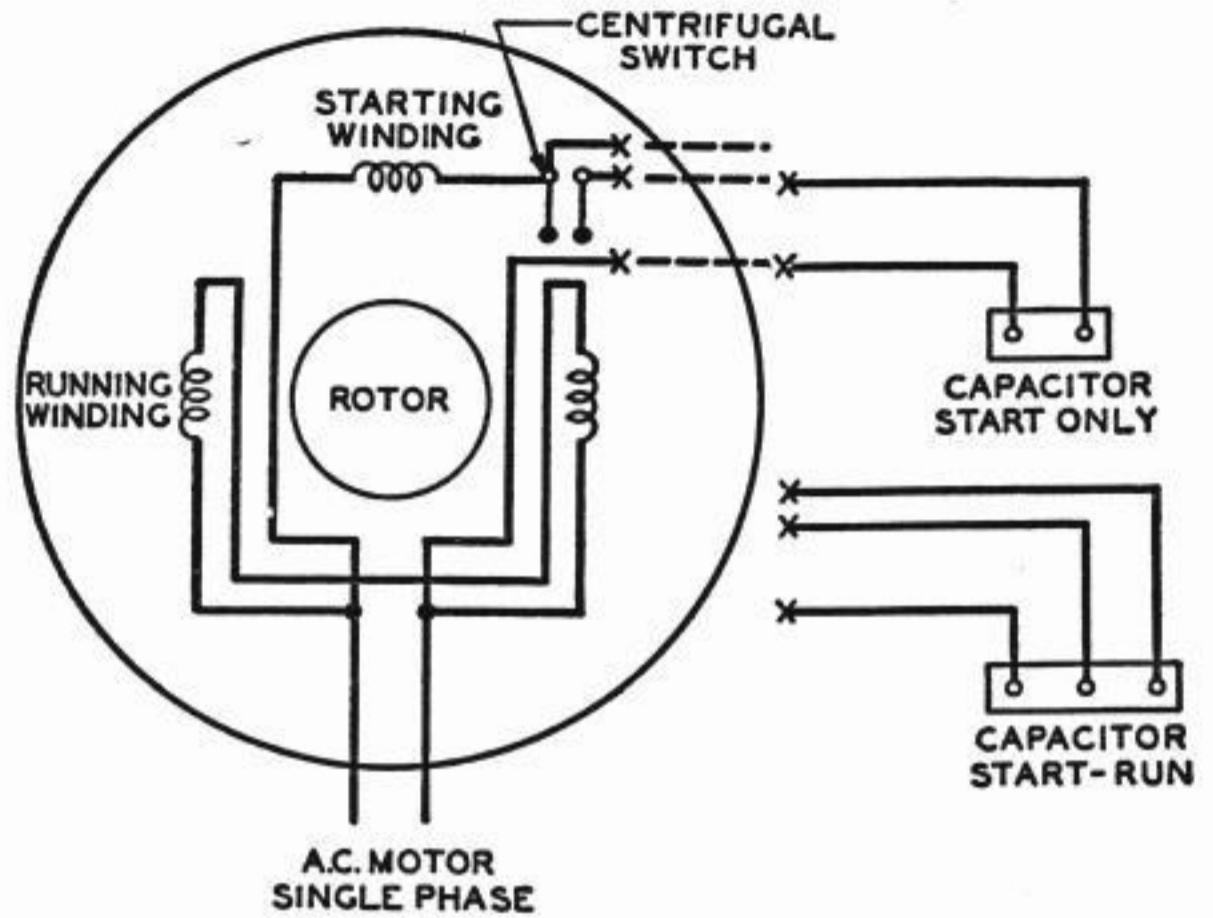 CENTRIFUGAL
SWITCH
STARTING
WINDING
RUNNING
WINDING
ROTOR
CAPACITOR
START ONLY
CAPACITOR
START-RUN
A.C. MOTOR
SINGLE PHASE